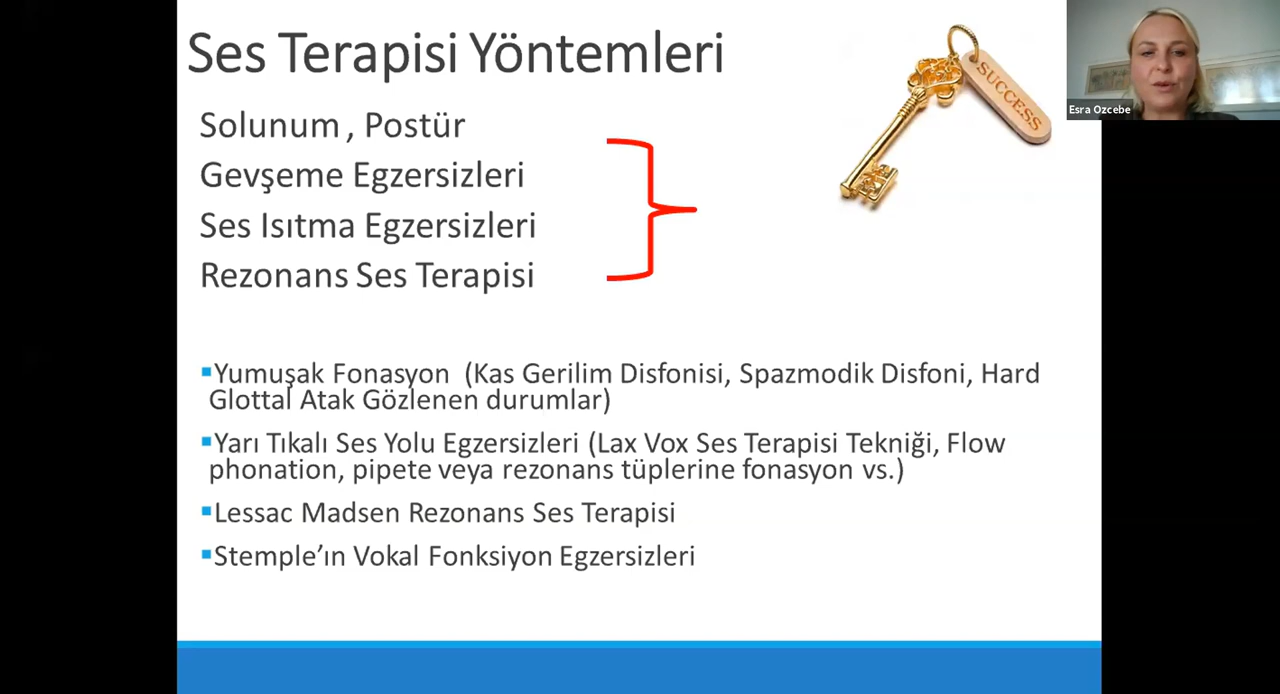 Ses Terapisi Yöntemleri
SUCCESS
Esra Ozcebe
Solunum , Postür
Gevşeme Egzersizleri
Ses Isıtma Egzersizleri
Rezonans Ses Terapisi
▪Yumuşak Fonasyon (Kas Gerilim Disfonisi, Spazmodik Disfoni, Hard
Glottal Atak Gözlenen durumlar)
▪Yarı Tıkalı Ses Yolu Egzersizleri (Lax Vox Ses Terapisi Tekniği, Flow
phonation, pipete veya rezonans tüplerine fonasyon vs.)
▪Lessac Madsen Rezonans Ses Terapisi
▪Stemple’ın Vokal Fonksiyon Egzersizleri